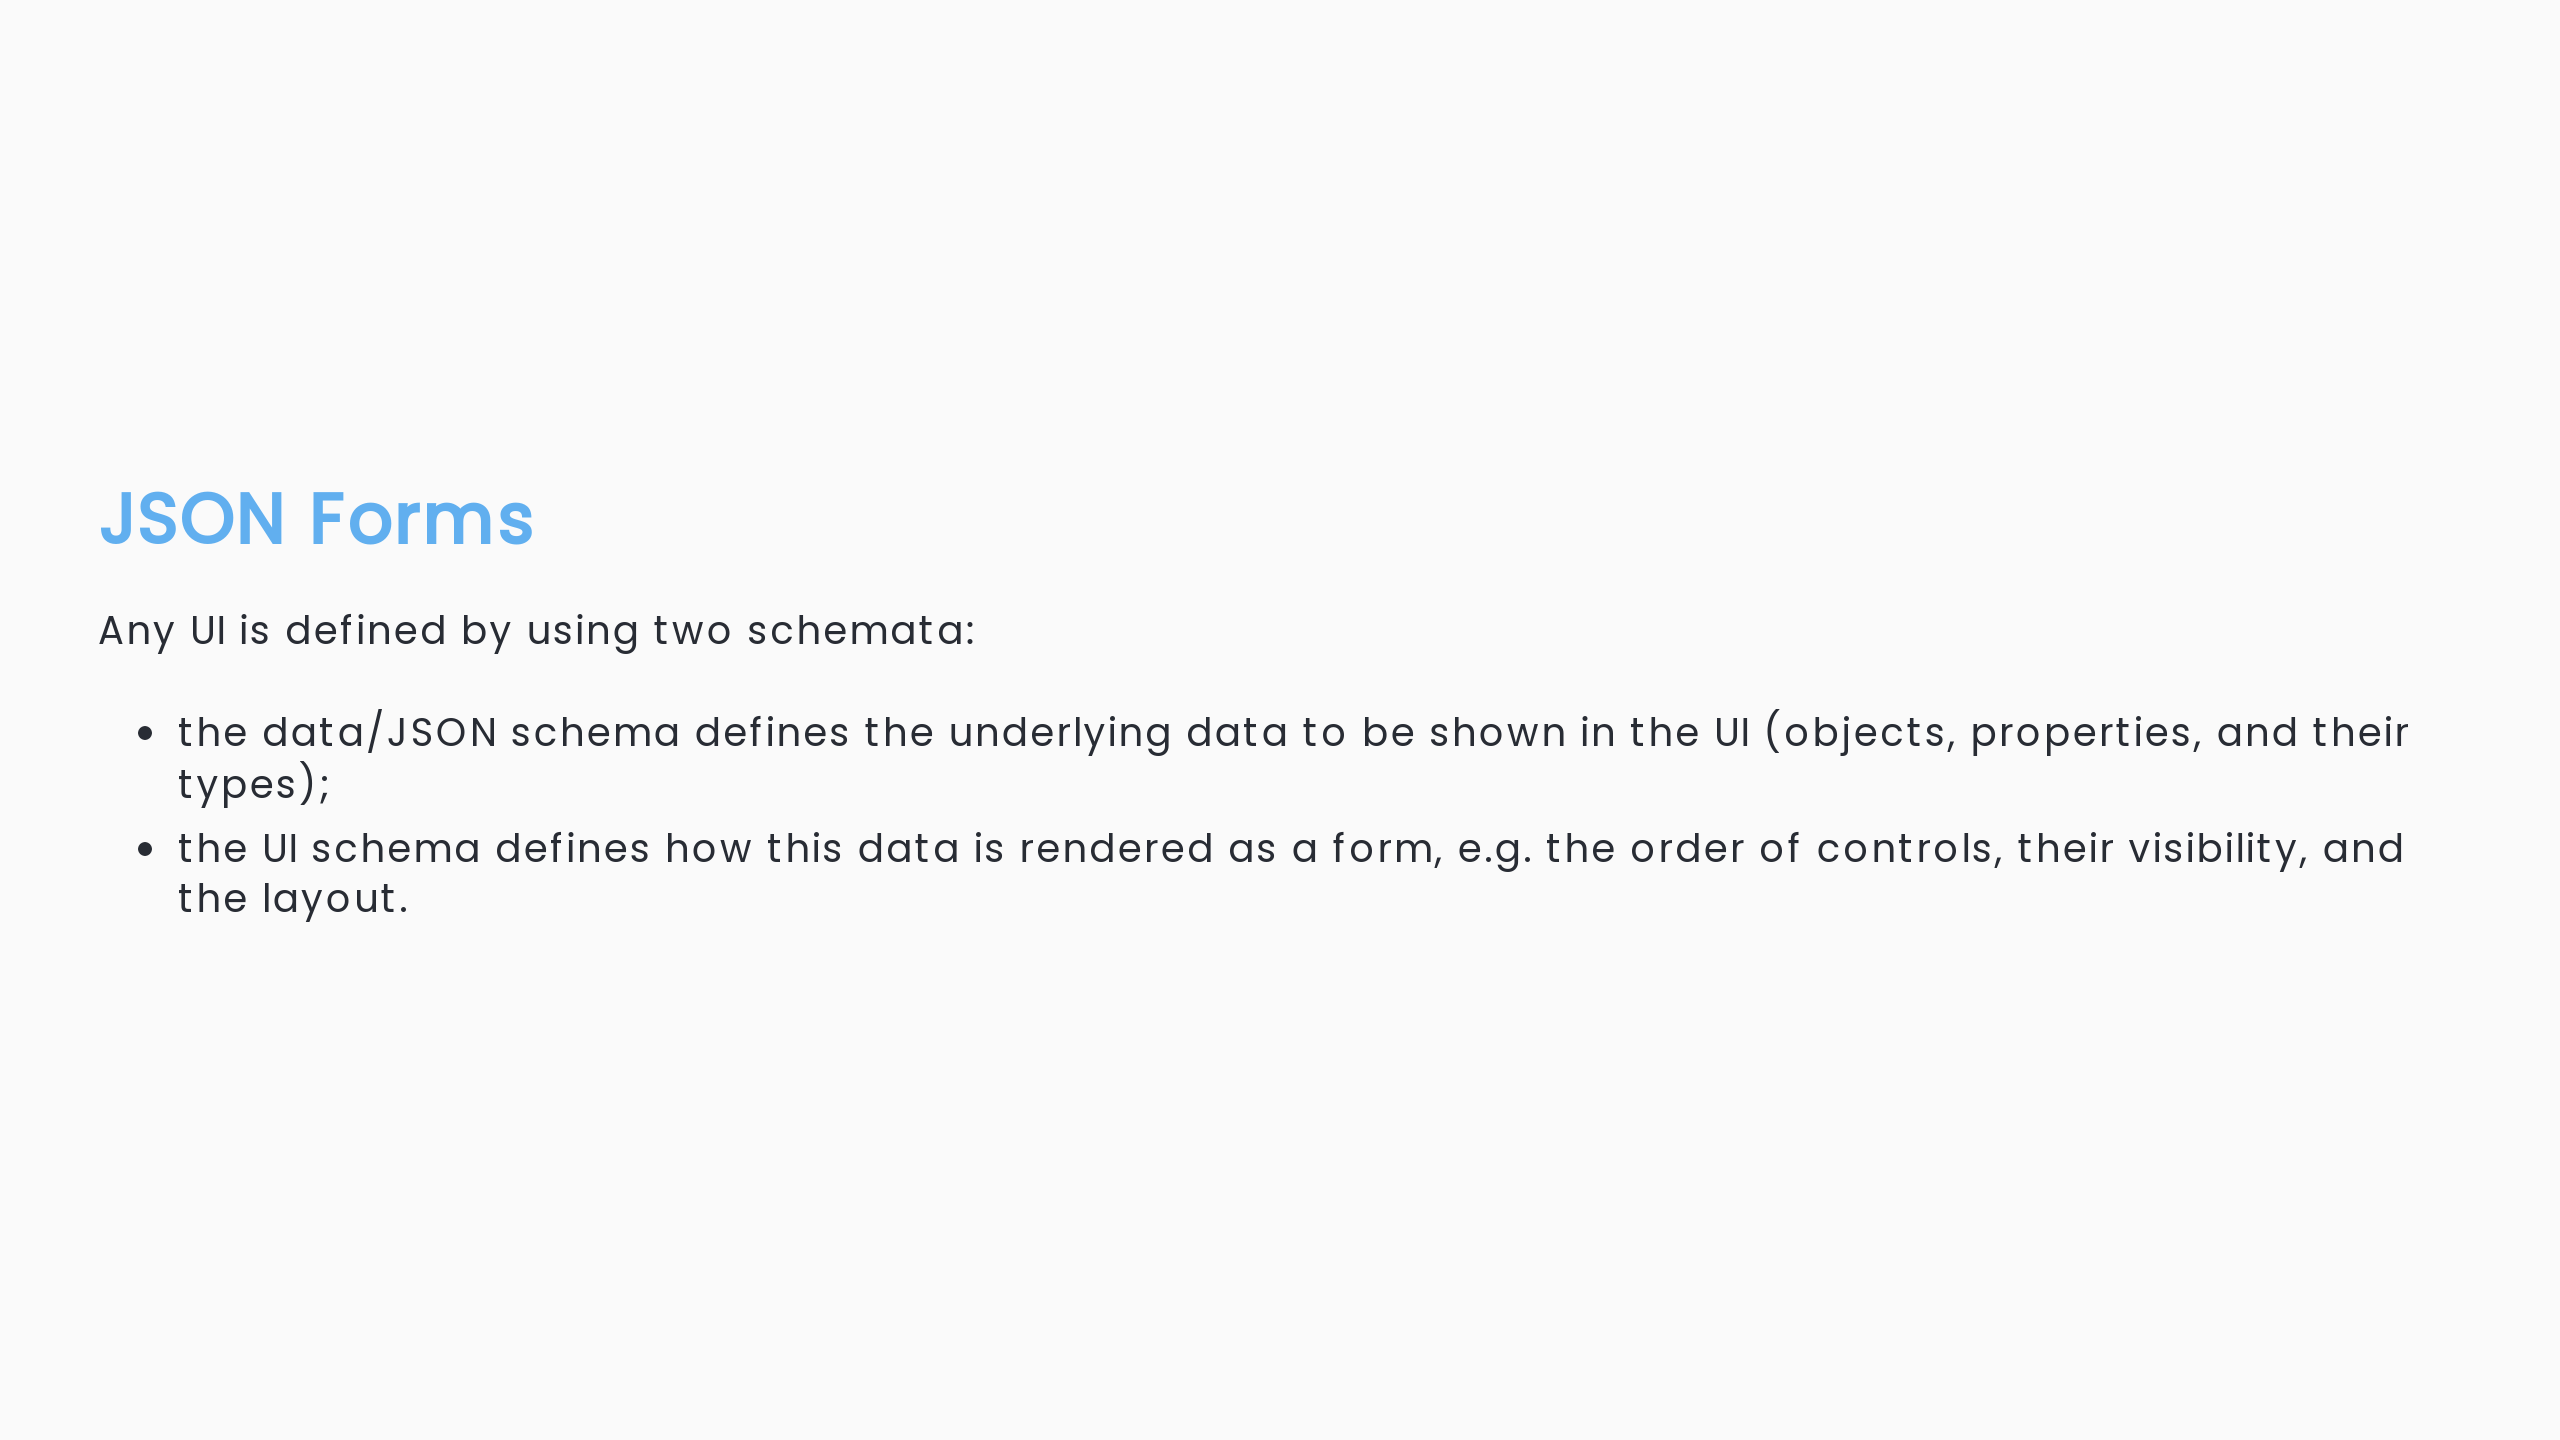 JSON Forms
Any UI is defined by using two schemata:
• the data/JSON schema defines the underlying data to be shown in the UI (objects, properties, and their
types);
• the UI schema defines how this data is rendered as a form, e.g. the order of controls, their visibility, and
the layout.